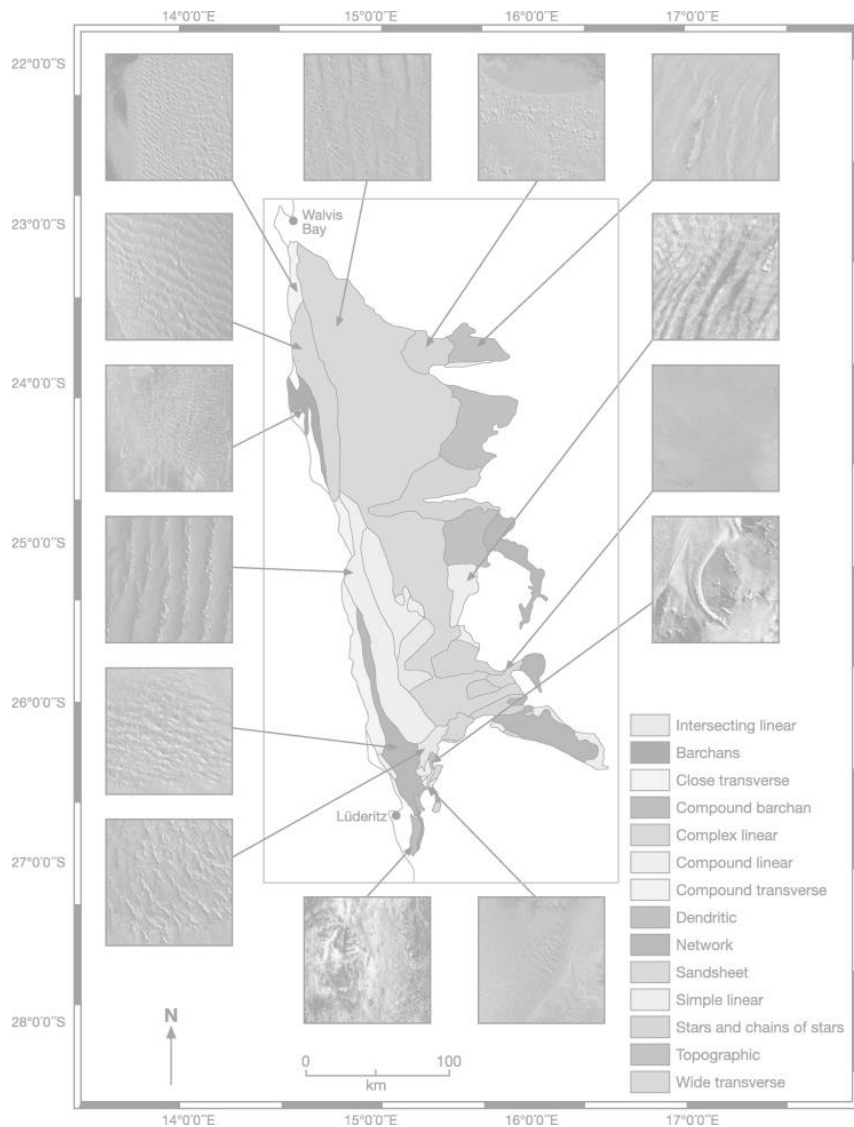 14°0'0"E 15°0'0"E 16°0'0"E 17°0'0"E
22°0'0"S
23°0'0"S
24°0'0"S
25°0'0"S
26°0'0"S
27°0'0"S
28°0'0"S
Walvis
Bay
Lüderitz
Intersecting linear
Barchans
Close transverse
Compound barchan
Complex linear
Compound linear
Compound transverse
Dendritic
Network
Sandsheet
Simple linear
Stars and chains of stars
Topographic
Wide transverse
N
0 100
km
14°0'0"E 15°0'0"E 16°0'0"E 17°0'0"E